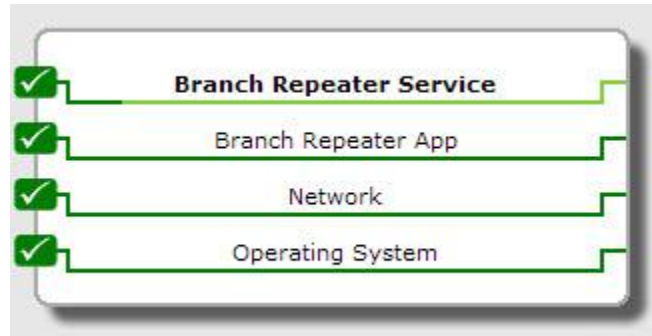 Branch Repeater Service
Branch Repeater App
Network
Operating System